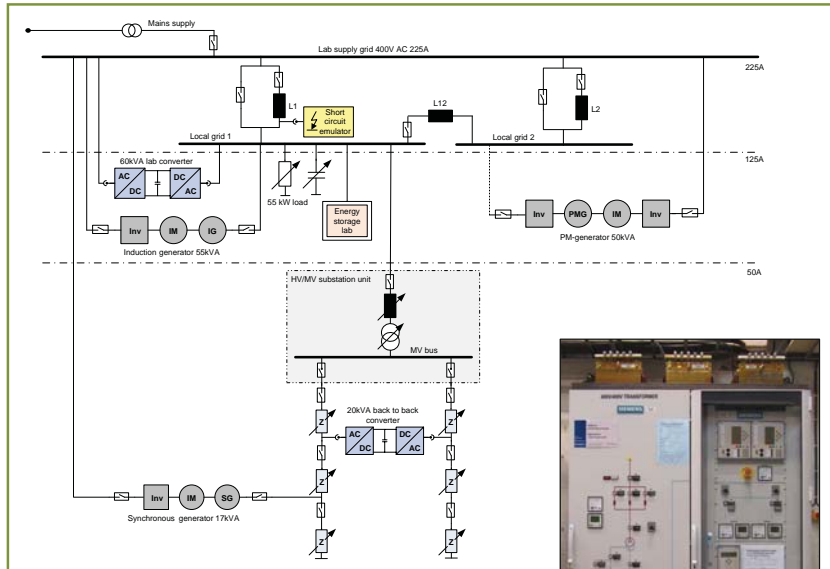 Mains supply
Lab supply grid 400V AC 225A
225A
L1
L2
L12
Short
circuit
emulator
Local grid 1
Local grid 2
125A
60kVA lab converter
AC
DC
DC
AC
55 kW load
Energy
storage
lab
Inv
IM
IG
Induction generator 55kVA
Inv
PMG
IM
Inv
PM-generator 50kVA
50A
HV/MV substation unit
MV bus
20kVA back to back
converter
Z
Z
AC
DC
DC
AC
Z
Z
Inv
IM
SG
Synchronous generator 17kVA
Z
Z
SIEMENS